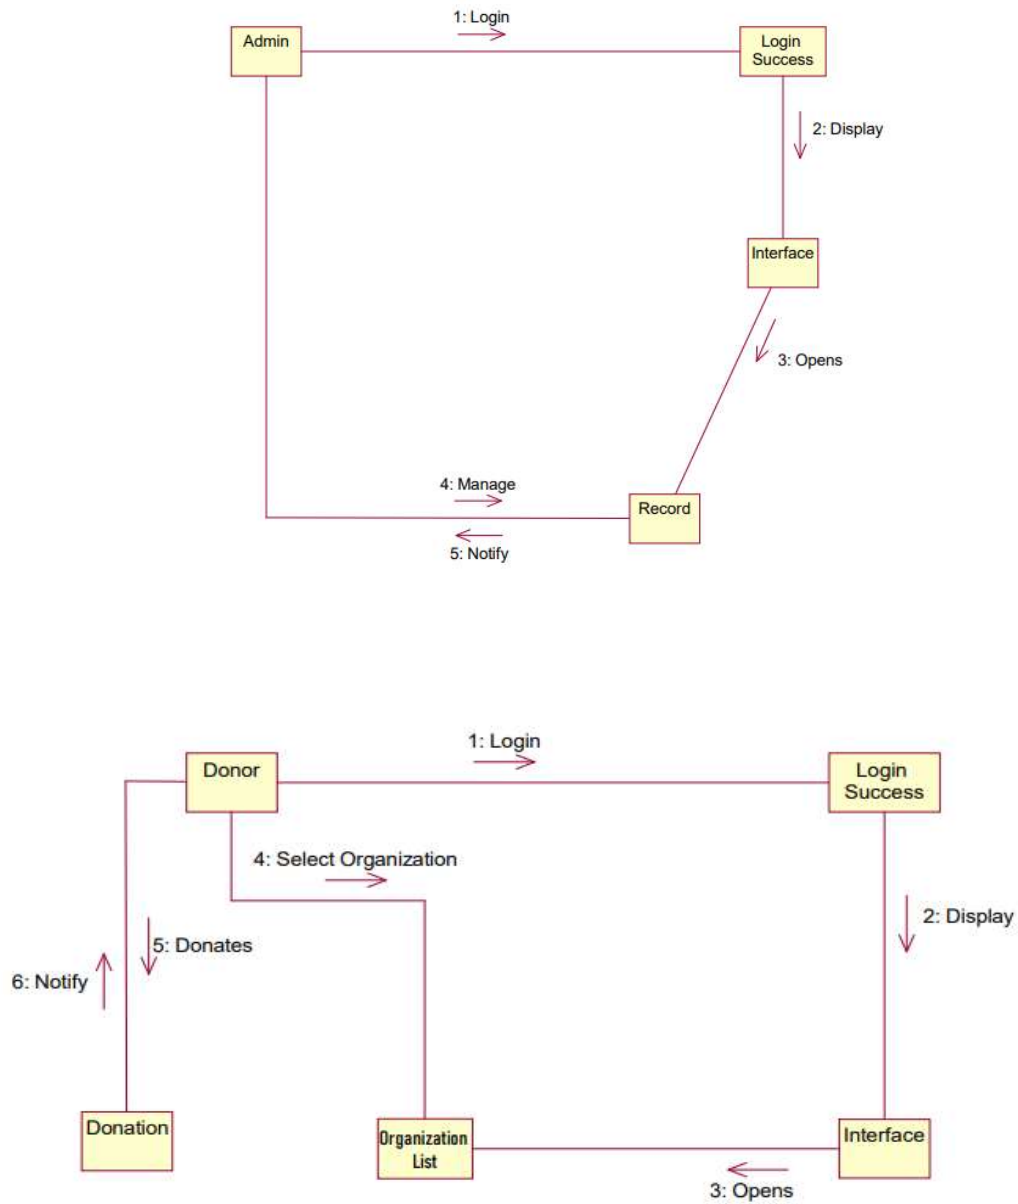 1: Login
Admin
Login
Success
2: Display
Interface
3: Opens
4: Manage
Record
5: Notify
1: Login
Donor
Login
Success
4: Select Organization
2: Display
5: Donates
6: Notify
Donation
Organization
List
Interface
3: Opens